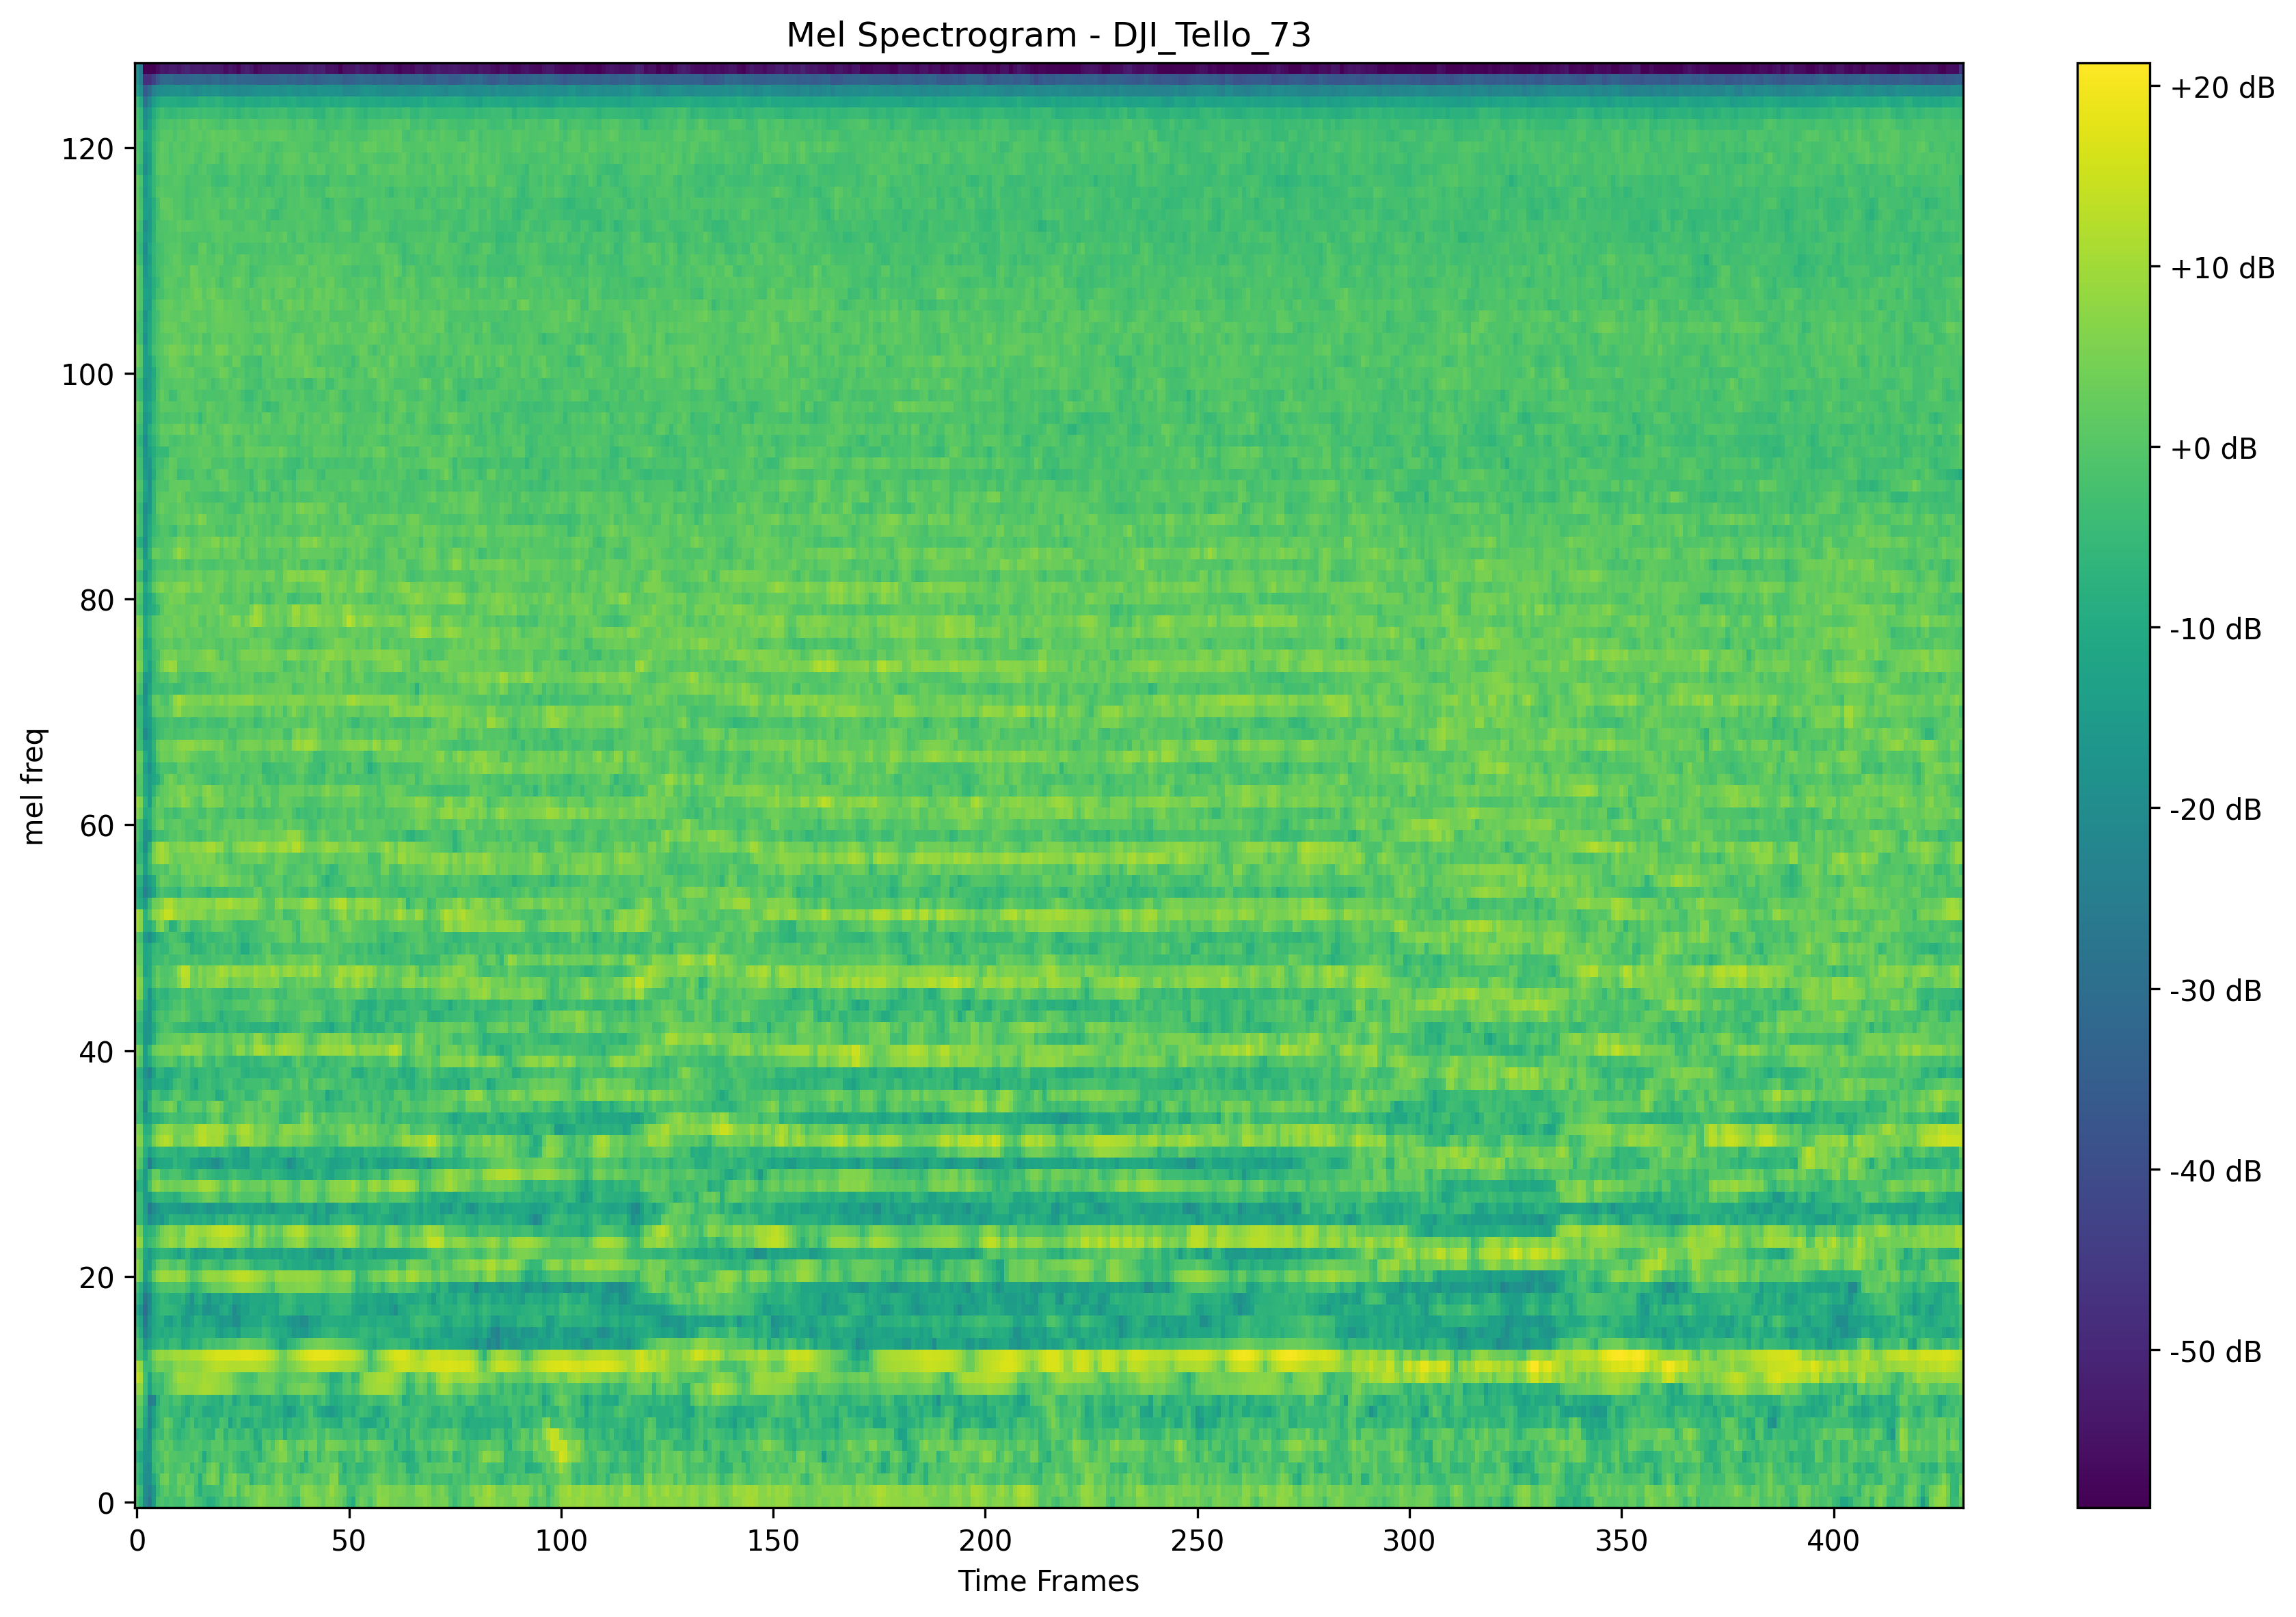 Mel Spectrogram - DJI_Tello_73
+20 dB
+10 dB
+0 dB
-10 dB
-20 dB
-30 dB
-40 dB
-50 dB
mel freq
120
100
80
60
40
20
0
0 50 100 150 200 250 300 350 400
Time Frames